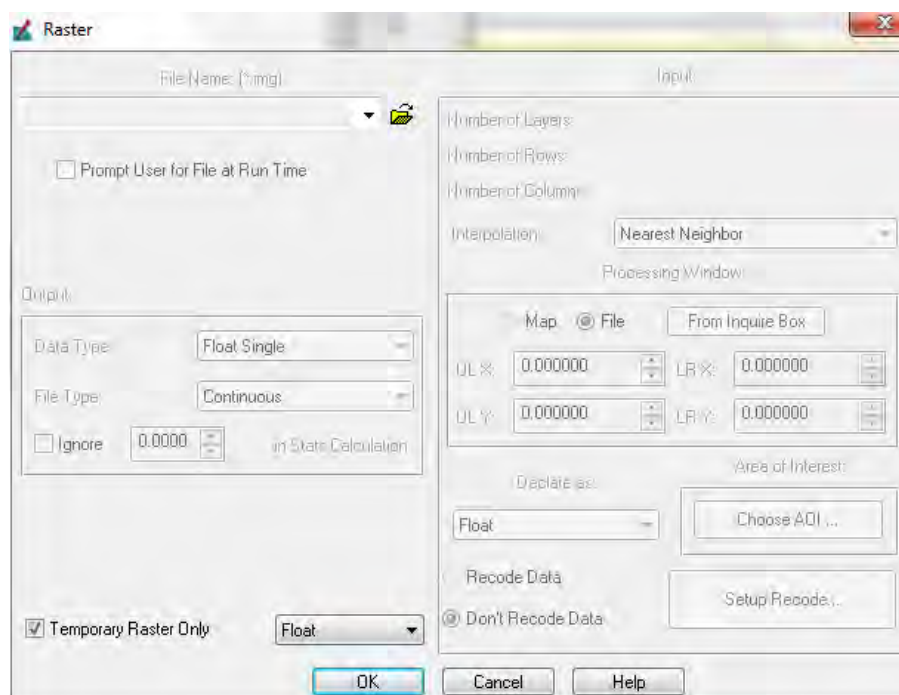 Raster
File Name: (*.img)
Prompt User for File at Run Time
Output:
Data Type:
Float Single
File Type:
Continuous
Ignore
0.0000
in Stats Calculation
Temporary Raster Only
Float
Input:
Number of Layers:
Number of Rows:
Number of Columns:
Interpolation:
Nearest Neighbor
Processing Window:
Map
File
From Inquire Box
UL X:
0.000000
LR X:
0.000000
UL Y:
0.000000
LR Y:
0.000000
Declare as:
Area of Interest:
Float
Choose AOI ...
Recode Data
Don't Recode Data
Setup Recode...
OK
Cancel
Help